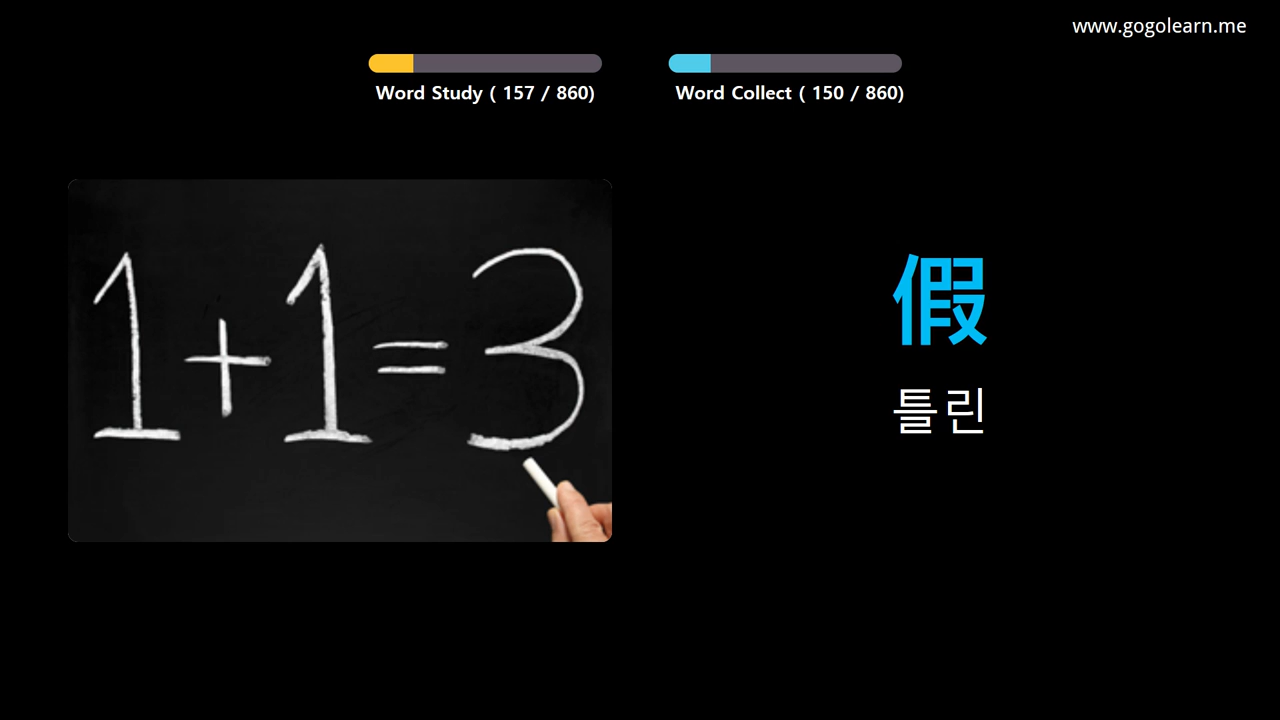 www.gogolearn.me
Word Study ( 157 / 860)
Word Collect ( 150 / 860)
1+1=3
假
틀린